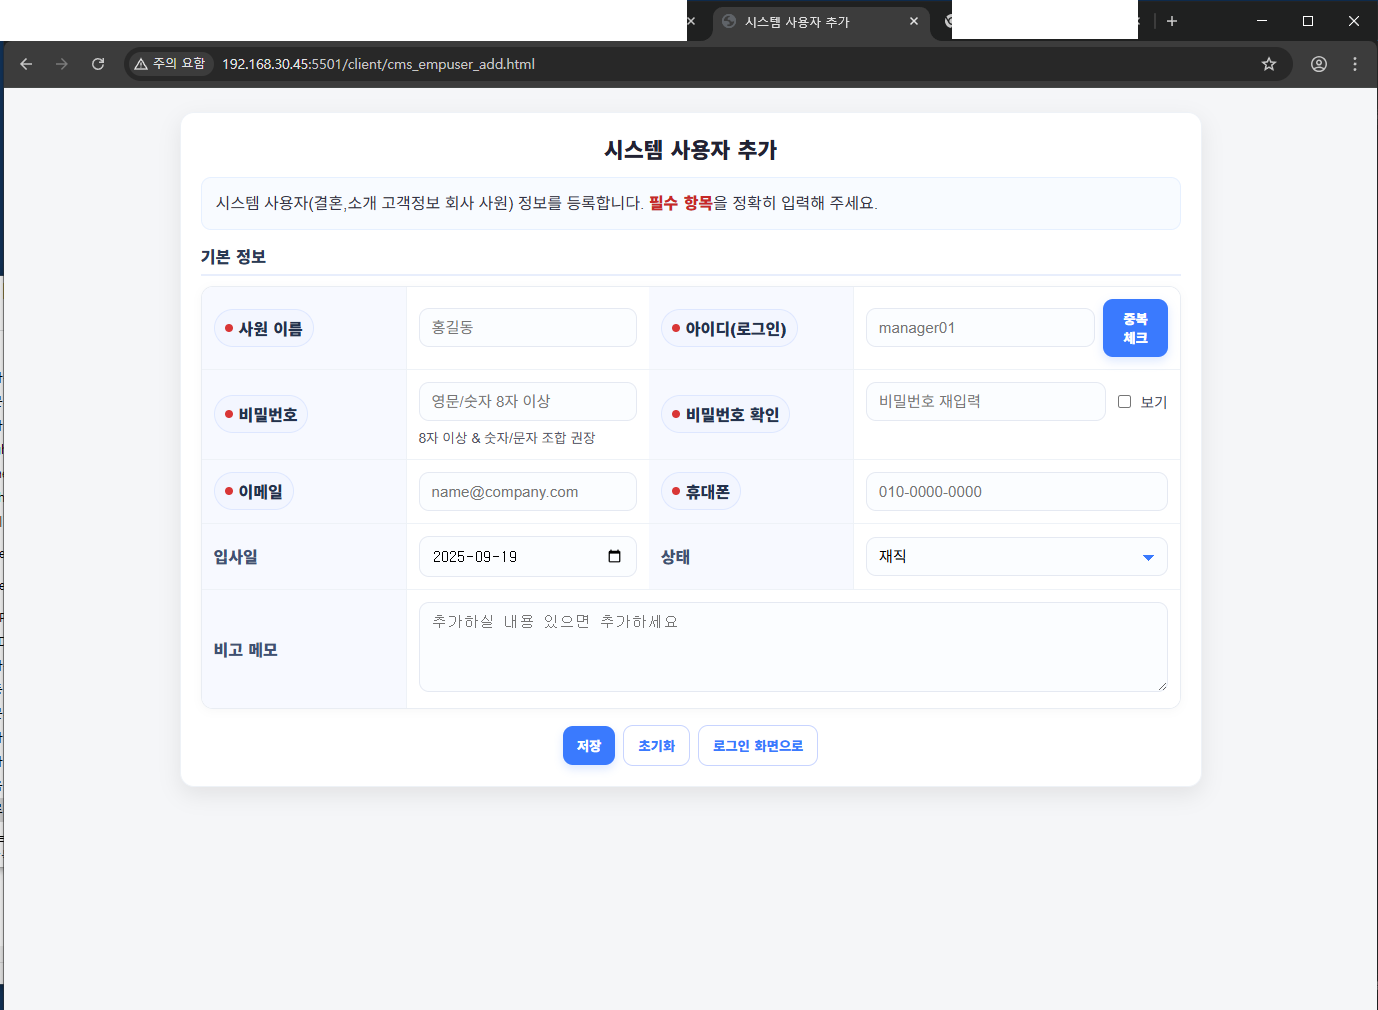 시스템 사용자 추가
주의 요함 192.168.30.45:5501/client/cms_empuser_add.html
시스템 사용자 추가
시스템 사용자(결혼,소개 고객정보 회사 사원) 정보를 등록합니다. 필수 항목을 정확히 입력해 주세요.
기본 정보
사원 이름 홍길동 아이디(로그인) manager01 중복
체크
비밀번호 영문/숫자 8자 이상 비밀번호 확인 비밀번호 재입력 보기
8자 이상 & 숫자/문자 조합 권장
이메일 name@company.com 휴대폰 010-0000-0000
입사일 2025-09-19 상태 재직
비고 메모 추가하실 내용 있으면 추가하세요
저장 초기화 로그인 화면으로